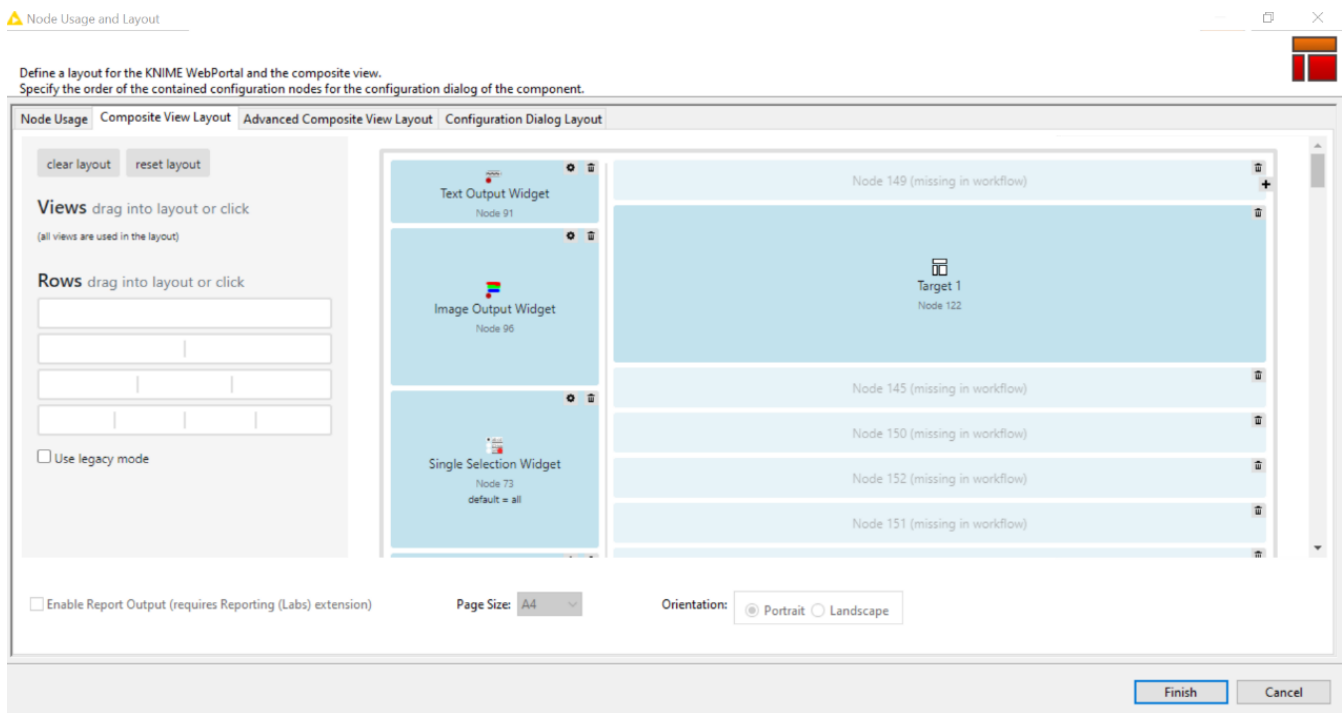 Node Usage and Layout
Define a layout for the KNIME WebPortal and the composite view.
Specify the order of the contained configuration nodes for the configuration dialog of the component.
Node Usage Composite View Layout Advanced Composite View Layout Configuration Dialog Layout
clear layout reset layout
Views drag into layout or click
(all views are used in the layout)
Rows drag into layout or click
Use legacy mode
Text Output Widget
Node 91
Image Output Widget
Node 96
Single Selection Widget
Node 73
default = all
Node 149 (missing in workflow)
Target 1
Node 122
Node 145 (missing in workflow)
Node 150 (missing in workflow)
Node 152 (missing in workflow)
Node 151 (missing in workflow)
Enable Report Output (requires Reporting (Labs) extension) Page Size: A4 Orientation: Portrait Landscape
Finish Cancel